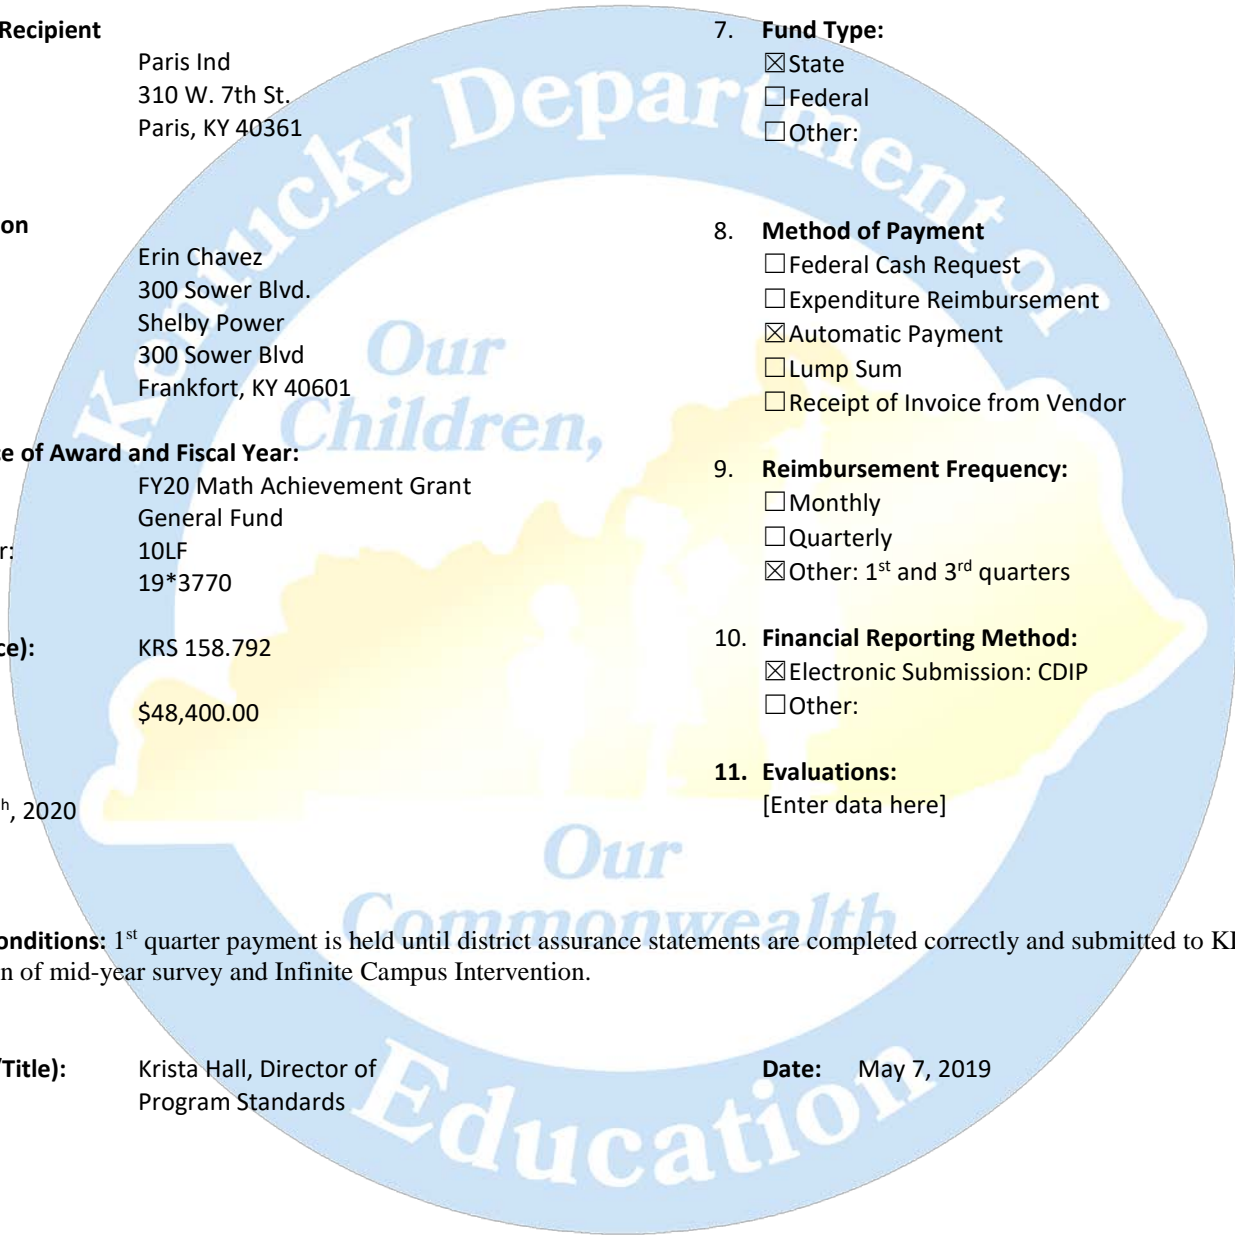 Recipient
Paris Ind
310 W. 7th St.
Paris, KY 40361
on
Erin Chavez
300 Sower Blvd.
Shelby Power
300 Sower Blvd
Frankfort, KY 40601
e of Award and Fiscal Year:
FY20 Math Achievement Grant
General Fund
r: 10LF
19*3770
ce): KRS 158.792
$48,400.00
h, 2020
7. Fund Type:
☒State
☐Federal
☐Other:
8. Method of Payment
☐Federal Cash Request
☐Expenditure Reimbursement
☒Automatic Payment
☐Lump Sum
☐Receipt of Invoice from Vendor
9. Reimbursement Frequency:
☐Monthly
☐Quarterly
☒Other: 1st and 3rd quarters
10. Financial Reporting Method:
☒Electronic Submission: CDIP
☐Other:
11. Evaluations:
[Enter data here]
onditions: 1st quarter payment is held until district assurance statements are completed correctly and submitted to KD
n of mid-year survey and Infinite Campus Intervention.
/Title): Krista Hall, Director of
Program Standards
Date: May 7, 2019
Kentucky Department of
Education
Our
Children,
Our
Commonwealth